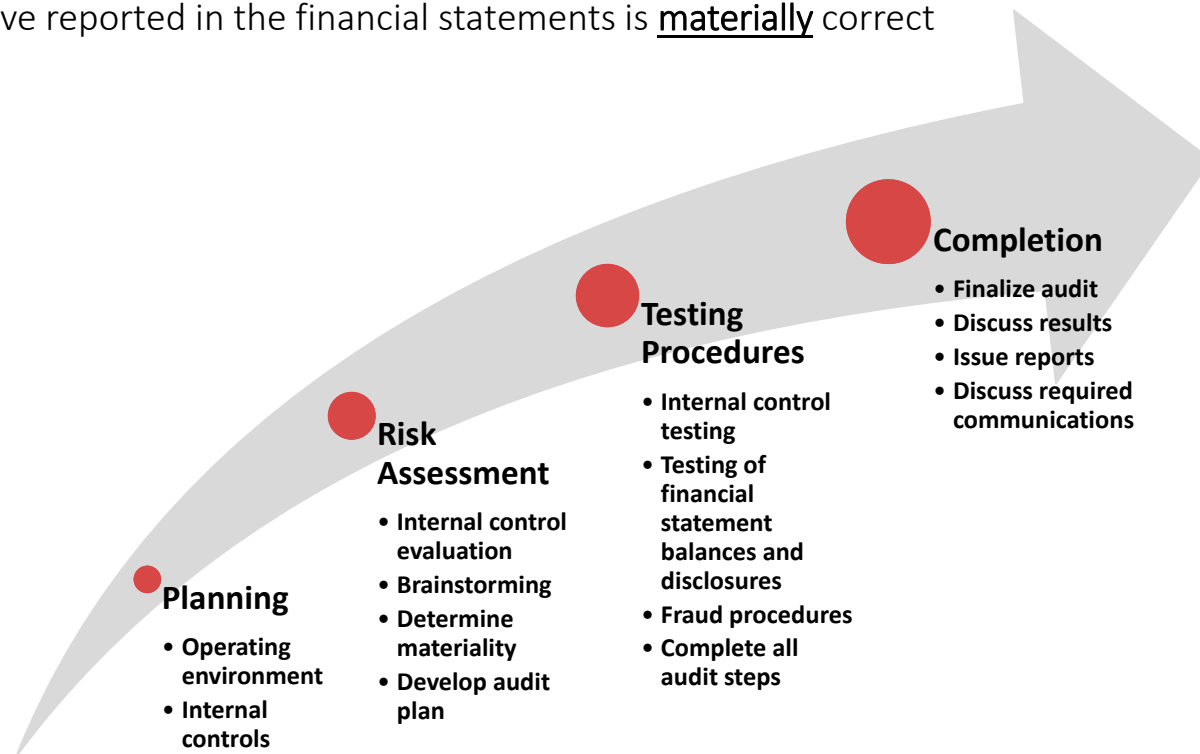 ve reported in the financial statements is materially correct
Completion
• Finalize audit
• Discuss results
• Issue reports
• Discuss required
communications
Testing
Procedures
• Internal control
testing
• Testing of
financial
statement
balances and
disclosures
• Fraud procedures
• Complete all
audit steps
Risk
Assessment
• Internal control
evaluation
• Brainstorming
• Determine
materiality
• Develop audit
plan
Planning
• Operating
environment
• Internal
controls